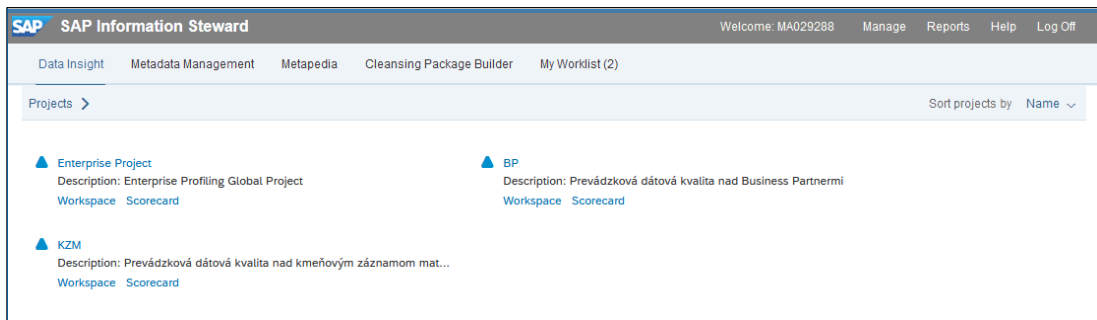 SAP SAP Information Steward Welcome: MA029288 Manage Reports Help Log Off
Data Insight Metadata Management Metapedia Cleansing Package Builder My Worklist (2)
Projects Sort projects by Name
Enterprise Project
Description: Enterprise Profiling Global Project
Workspace Scorecard
BP
Description: Prevádzková dátová kvalita nad Business Partnermi
Workspace Scorecard
KZM
Description: Prevádzková dátová kvalita nad kmeňovým záznamom mat...
Workspace Scorecard